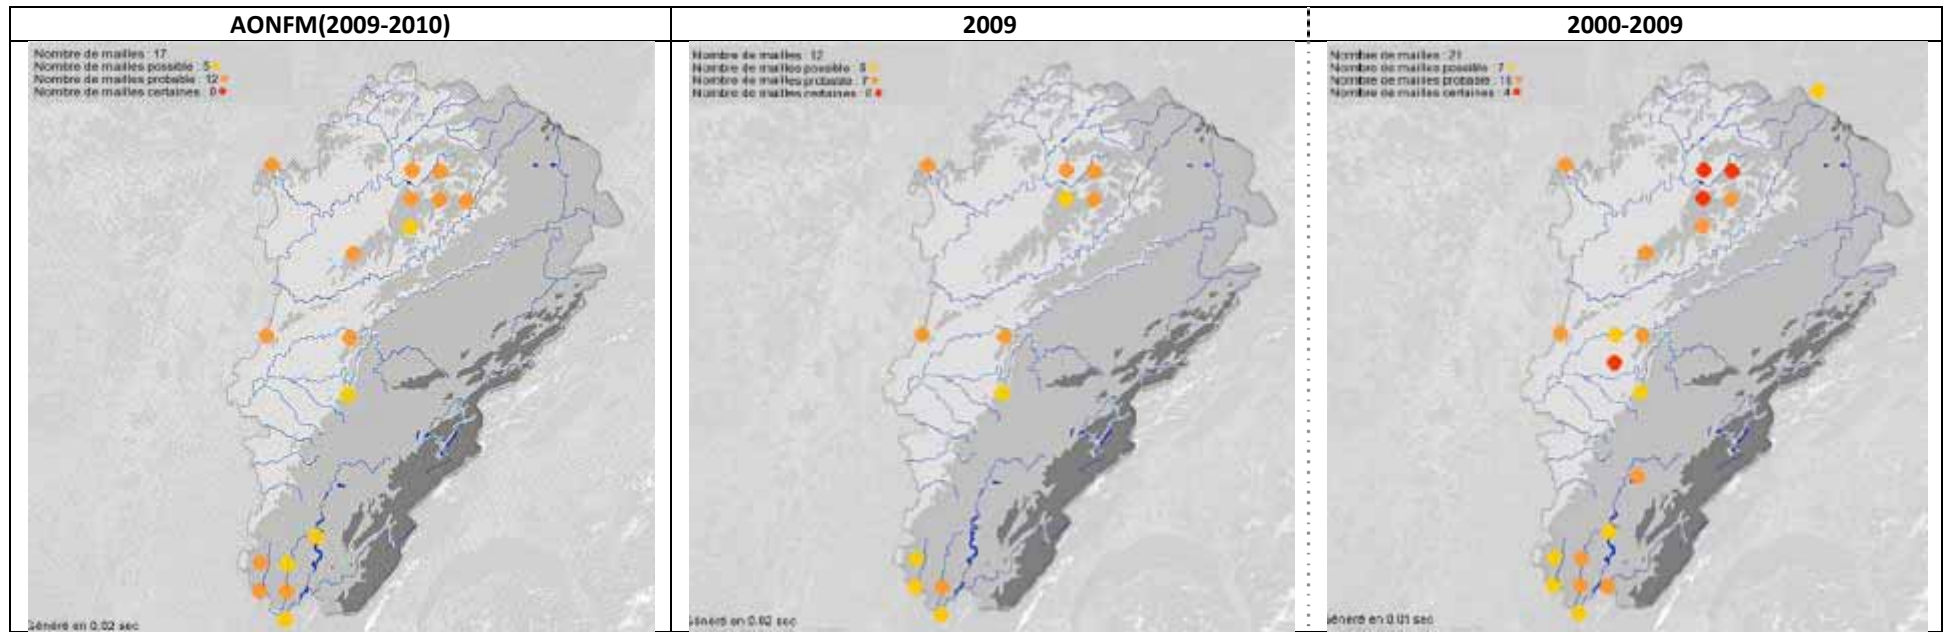 AONFM(2009-2010)
2009
2000-2009
Nombre de mailles : 17
Nombre de mailles possible : 5
Nombre de mailles probable : 12
Nombre de mailles certaines : 0
Nombre de mailles : 12
Nombre de mailles possible : 5
Nombre de mailles probable : 7
Nombre de mailles certaines : 0
Nombre de mailles : 21
Nombre de mailles possible : 7
Nombre de mailles probable : 10
Nombre de mailles certaines : 4
Généré en 0.02 sec
Généré en 0.02 sec
Généré en 0.01 sec